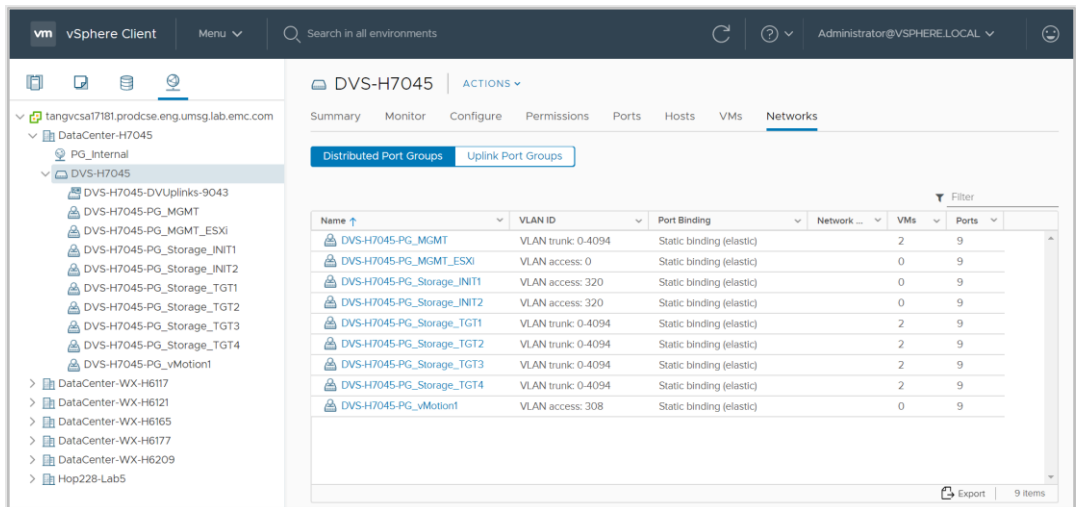 vm vSphere Client Menu Search in all environments Administrator@VSPHERE.LOCAL
tangvcsa17181.prodcse.eng.umsg.lab.emc.com
DataCenter-H7045
PG_Internal
DVS-H7045
DVS-H7045-DVUplinks-9043
DVS-H7045-PG_MGMT
DVS-H7045-PG_MGMT_ESXi
DVS-H7045-PG_Storage_INIT1
DVS-H7045-PG_Storage_INIT2
DVS-H7045-PG_Storage_TGT1
DVS-H7045-PG_Storage_TGT2
DVS-H7045-PG_Storage_TGT3
DVS-H7045-PG_Storage_TGT4
DVS-H7045-PG_vMotion1
DataCenter-WX-H6117
DataCenter-WX-H6121
DataCenter-WX-H6165
DataCenter-WX-H6177
DataCenter-WX-H6209
Hop228-Lab5
DVS-H7045 ACTIONS
Summary Monitor Configure Permissions Ports Hosts VMs Networks
Distributed Port Groups Uplink Port Groups
Filter
Name VLAN ID Port Binding Network ... VMs Ports
DVS-H7045-PG_MGMT VLAN trunk: 0-4094 Static binding (elastic) 2 9
DVS-H7045-PG_MGMT_ESXi VLAN access: 0 Static binding (elastic) 0 9
DVS-H7045-PG_Storage_INIT1 VLAN access: 320 Static binding (elastic) 0 9
DVS-H7045-PG_Storage_INIT2 VLAN access: 320 Static binding (elastic) 0 9
DVS-H7045-PG_Storage_TGT1 VLAN trunk: 0-4094 Static binding (elastic) 2 9
DVS-H7045-PG_Storage_TGT2 VLAN trunk: 0-4094 Static binding (elastic) 2 9
DVS-H7045-PG_Storage_TGT3 VLAN trunk: 0-4094 Static binding (elastic) 2 9
DVS-H7045-PG_Storage_TGT4 VLAN trunk: 0-4094 Static binding (elastic) 2 9
DVS-H7045-PG_vMotion1 VLAN access: 308 Static binding (elastic) 0 9
Export 9 items